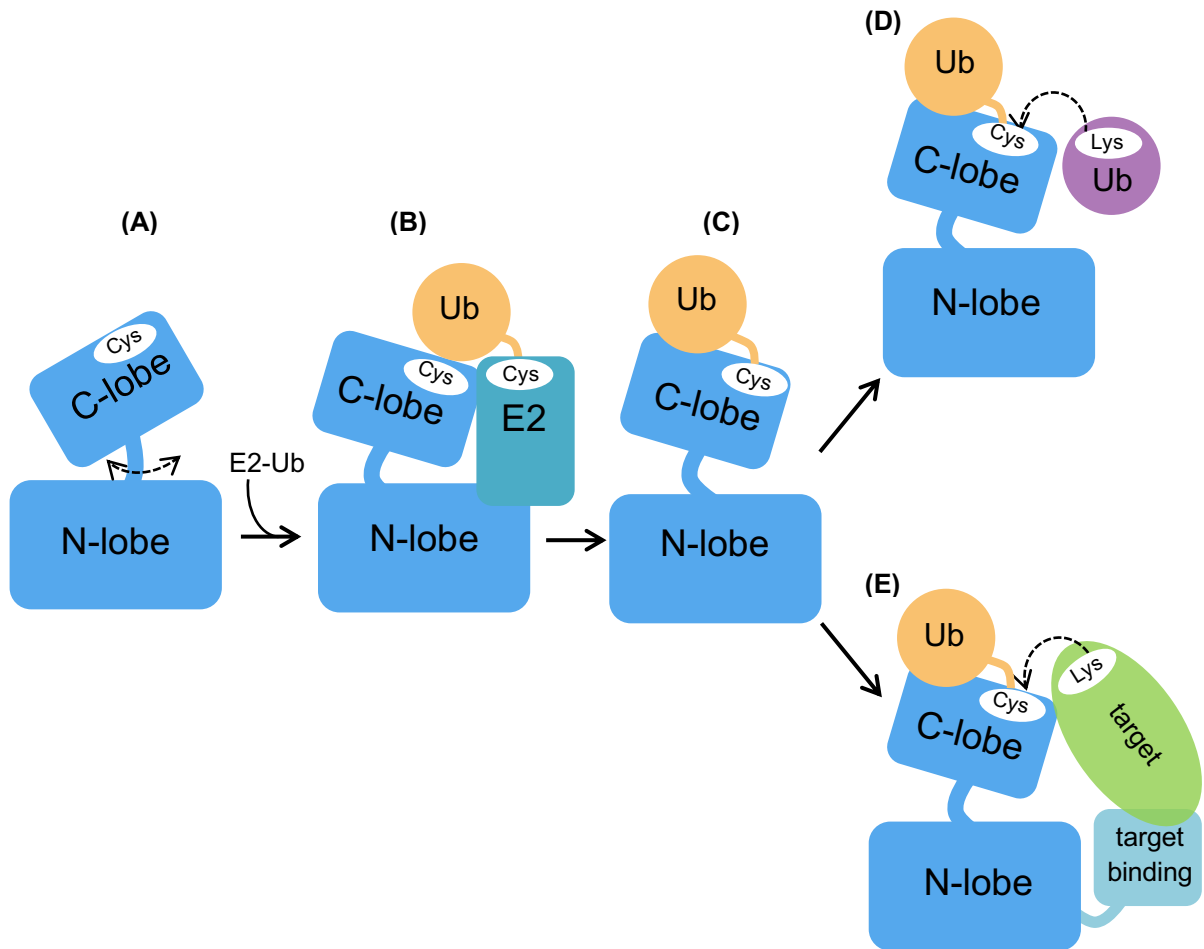 (A)
Cys
C-lobe
N-lobe
E2-Ub
(B)
Ub
Cys
Cys
C-lobe
E2
N-lobe
(C)
Ub
Cys
C-lobe
N-lobe
(D)
Ub
Cys
Lys
C-lobe
Ub
N-lobe
(E)
Ub
Lys
Cys
C-lobe
target
N-lobe
target
binding